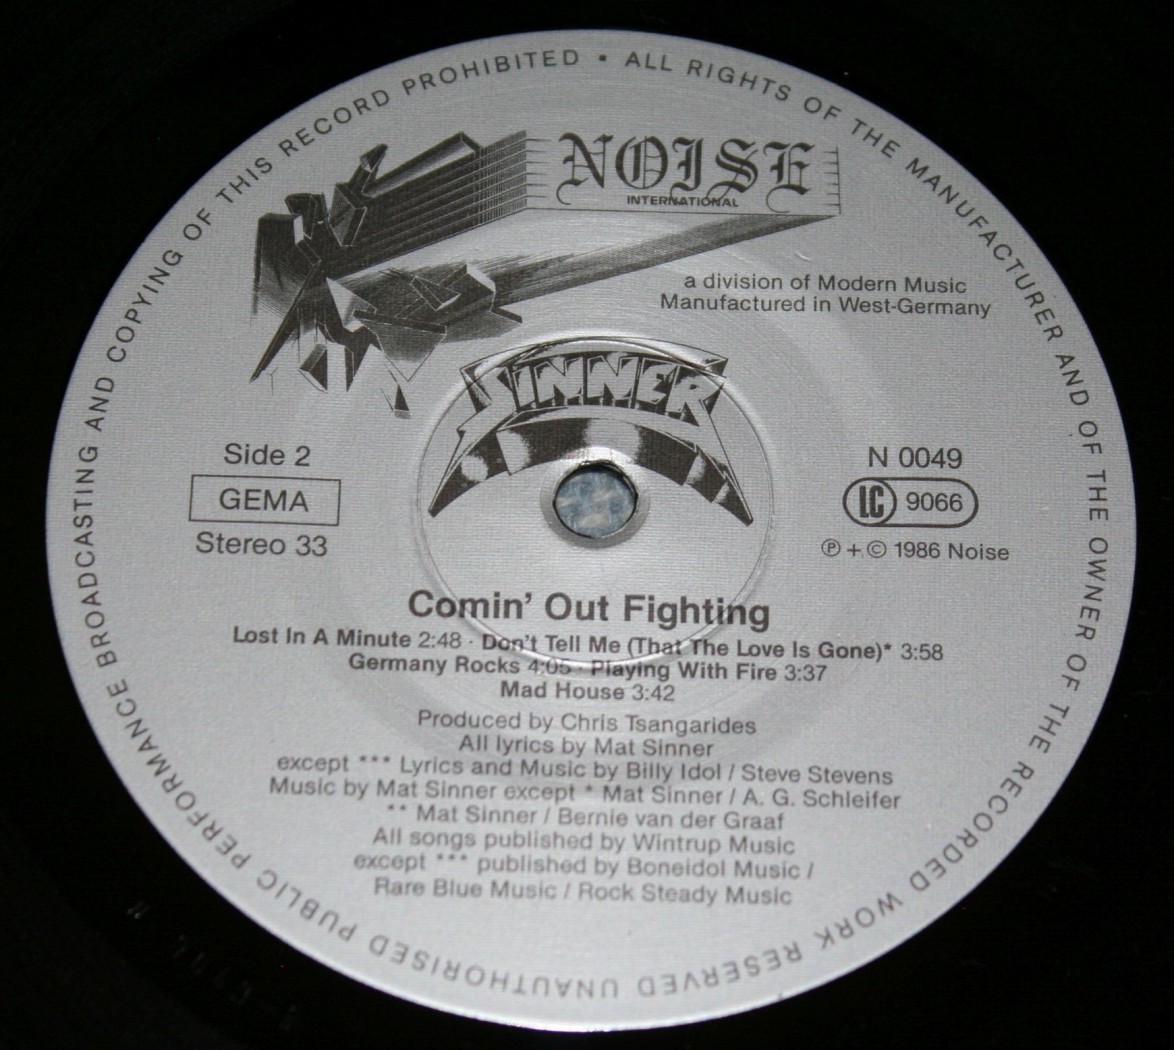 PERFORMANCE BROADCASTING AND COPYING OF THIS RECORD PROHIBITED • ALL RIGHTS OF THE MANUFACTURER AND OF THE OWNER OF THE RECORDED WORK RESERVED UNAUTHORISED PUBLIC
NOISE
INTERNATIONAL
a division of Modern Music
Manufactured in West-Germany
SINNER
Side 2
GEMA
Stereo 33
N 0049
LC 9066
℗ + © 1986 Noise
Comin' Out Fighting
Lost In A Minute 2:48 · Don't Tell Me (That The Love Is Gone)* 3:58
Germany Rocks 4:05 · Playing With Fire 3:37
Mad House 3:42
Produced by Chris Tsangarides
All lyrics by Mat Sinner
except *** Lyrics and Music by Billy Idol / Steve Stevens
Music by Mat Sinner except * Mat Sinner / A. G. Schleifer
** Mat Sinner / Bernie van der Graaf
All songs published by Wintrup Music
except *** published by Boneidol Music /
Rare Blue Music / Rock Steady Music